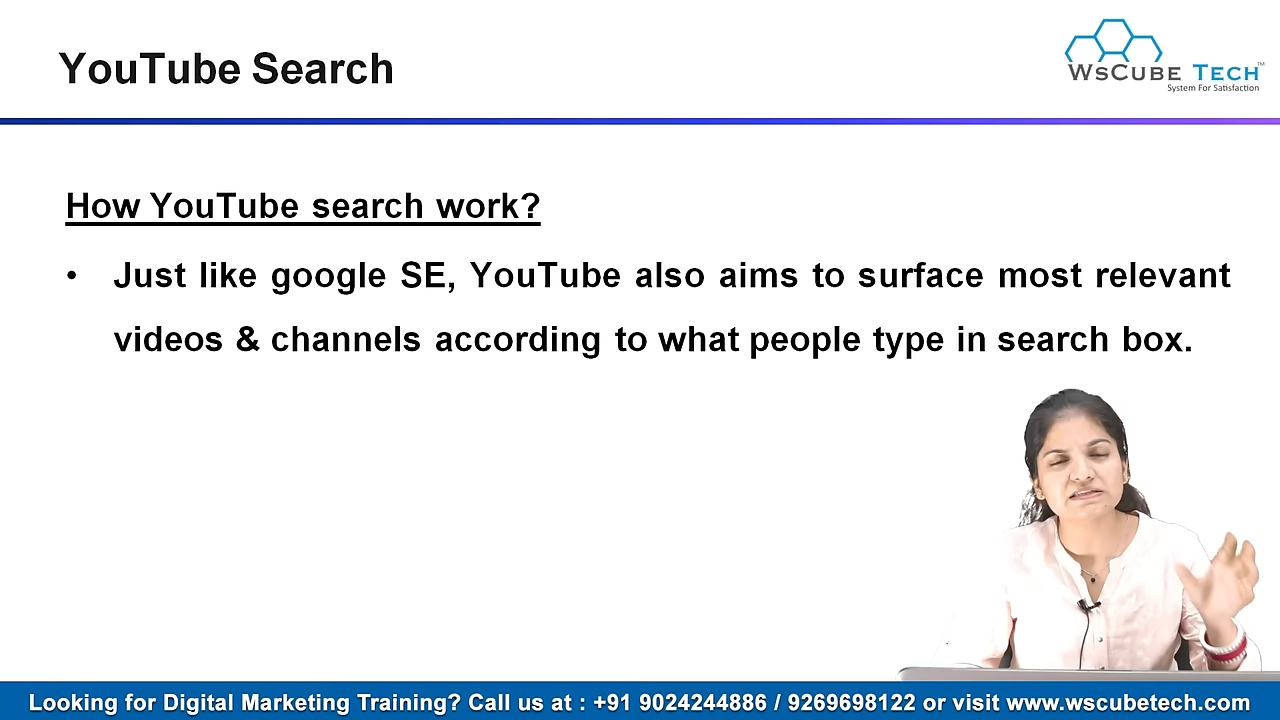 YouTube Search
WsCube Tech™
System For Satisfaction
How YouTube search work?
• Just like google SE, YouTube also aims to surface most relevant
videos & channels according to what people type in search box.
Looking for Digital Marketing Training? Call us at : +91 9024244886 / 9269698122 or visit www.wscubetech.com